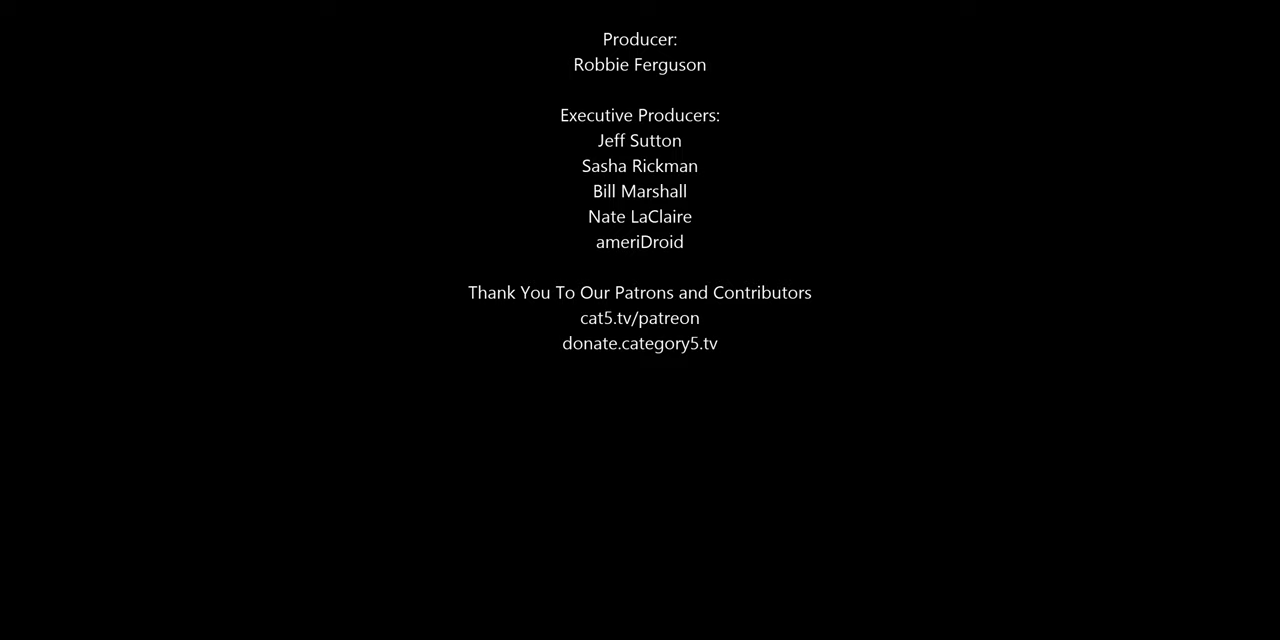 Producer:
Robbie Ferguson
Executive Producers:
Jeff Sutton
Sasha Rickman
Bill Marshall
Nate LaClaire
ameriDroid
Thank You To Our Patrons and Contributors
cat5.tv/patreon
donate.category5.tv